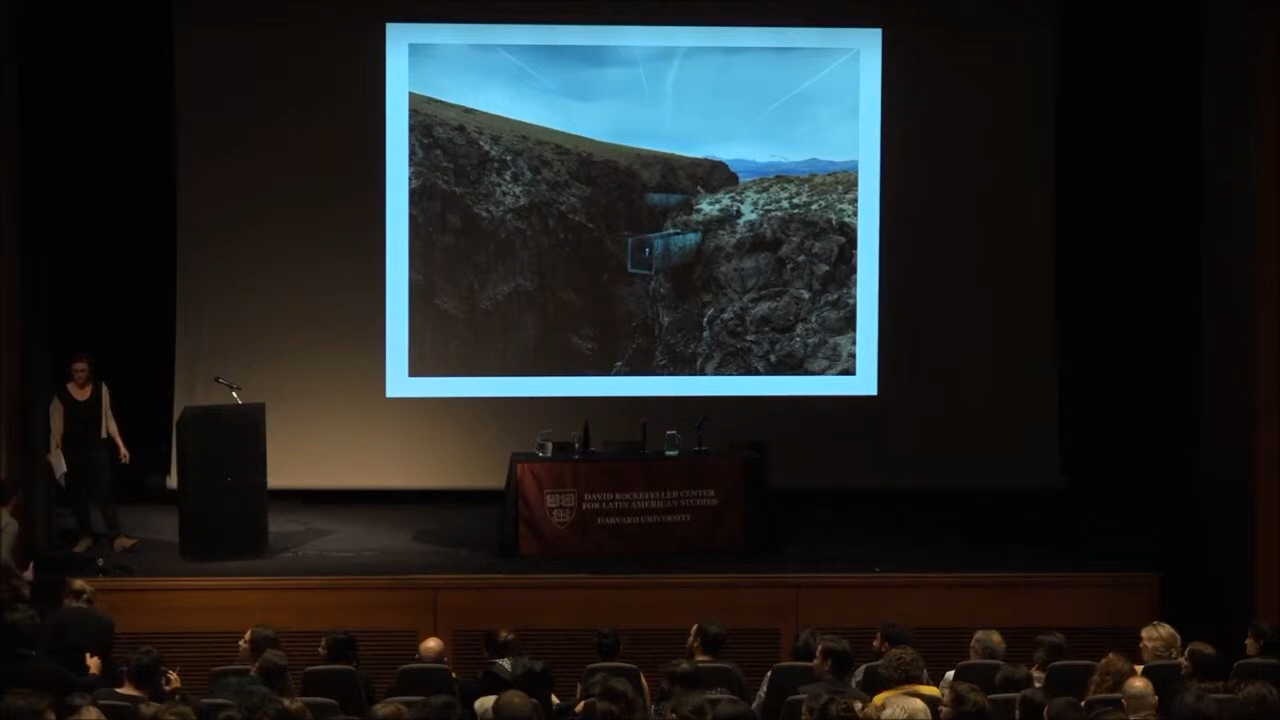 DAVID ROCKEFELLER CENTER
FOR LATIN AMERICAN STUDIES
HARVARD UNIVERSITY